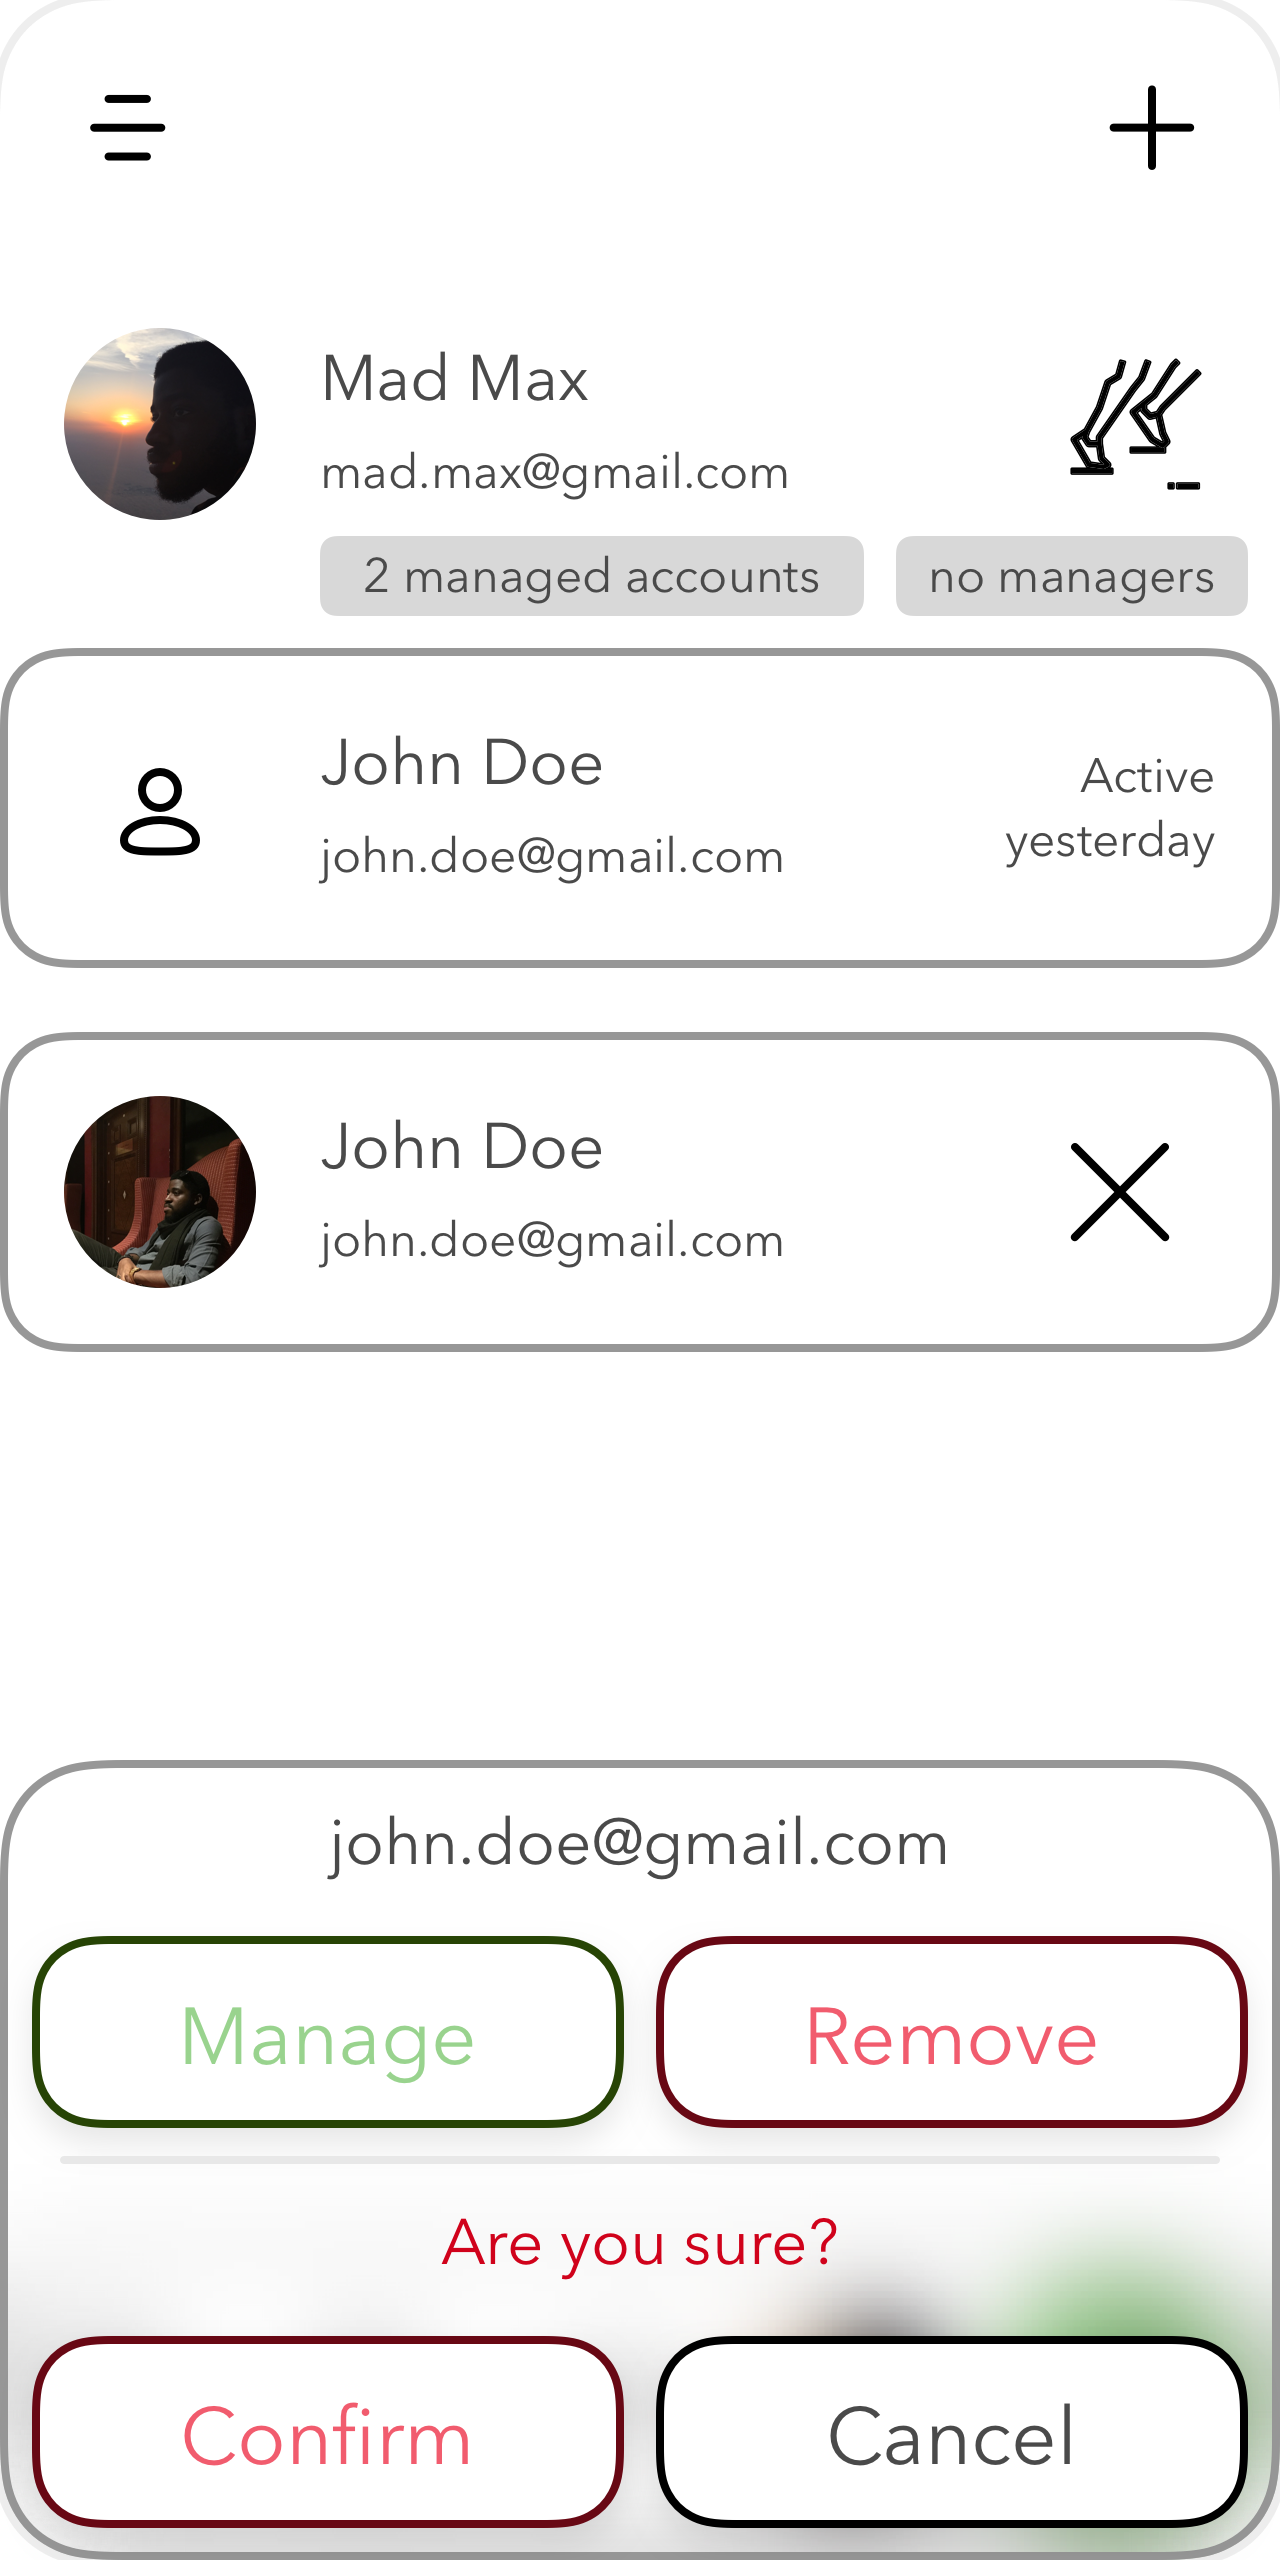 Mad Max
mad.max@gmail.com
2 managed accounts
no managers
John Doe
john.doe@gmail.com
Active
yesterday
John Doe
john.doe@gmail.com
john.doe@gmail.com
Manage
Remove
Are you sure?
Confirm
Cancel